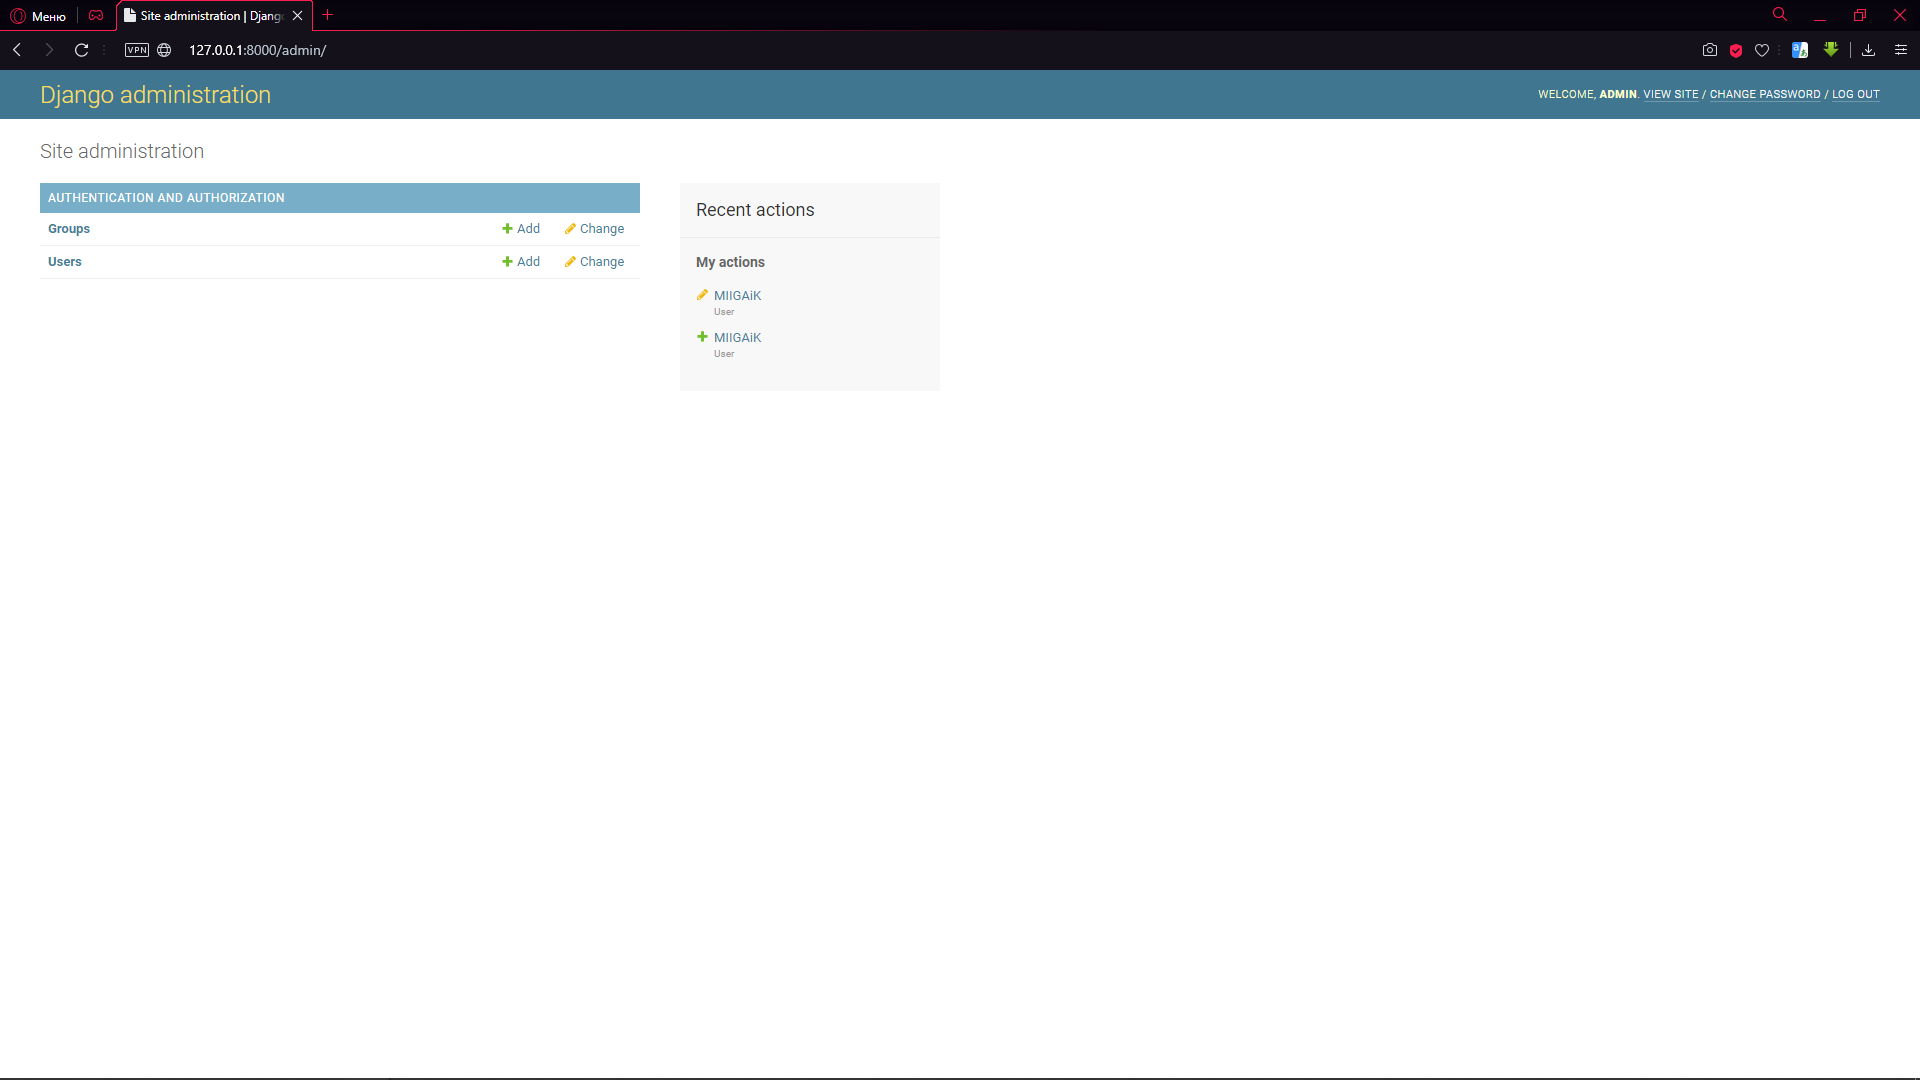 Меню
Site administration | Djang
VPN
127.0.0.1:8000/admin/
Django administration
WELCOME, ADMIN. VIEW SITE / CHANGE PASSWORD / LOG OUT
Site administration
AUTHENTICATION AND AUTHORIZATION
Groups Add Change
Users Add Change
Recent actions
My actions
MIIGAiK
User
MIIGAiK
User